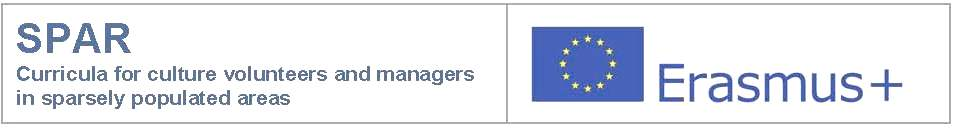 SPAR
Curricula for culture volunteers and managers
in sparsely populated areas
Erasmus+